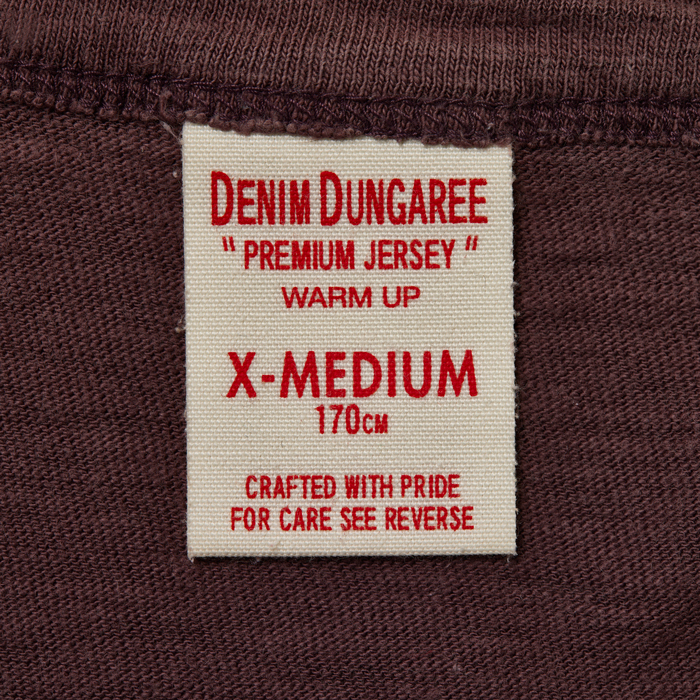 DENIM DUNGAREE
" PREMIUM JERSEY "
WARM UP
X-MEDIUM
170CM
CRAFTED WITH PRIDE
FOR CARE SEE REVERSE